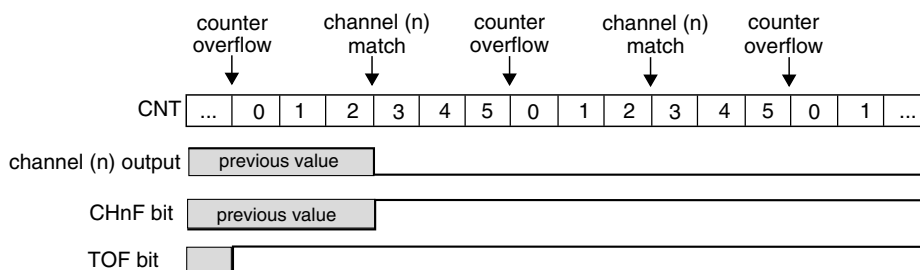 counter overflow
channel (n) match
counter overflow
channel (n) match
counter overflow
CNT ... 0 1 2 3 4 5 0 1 2 3 4 5 0 1 ...
channel (n) output previous value
CHnF bit previous value
TOF bit